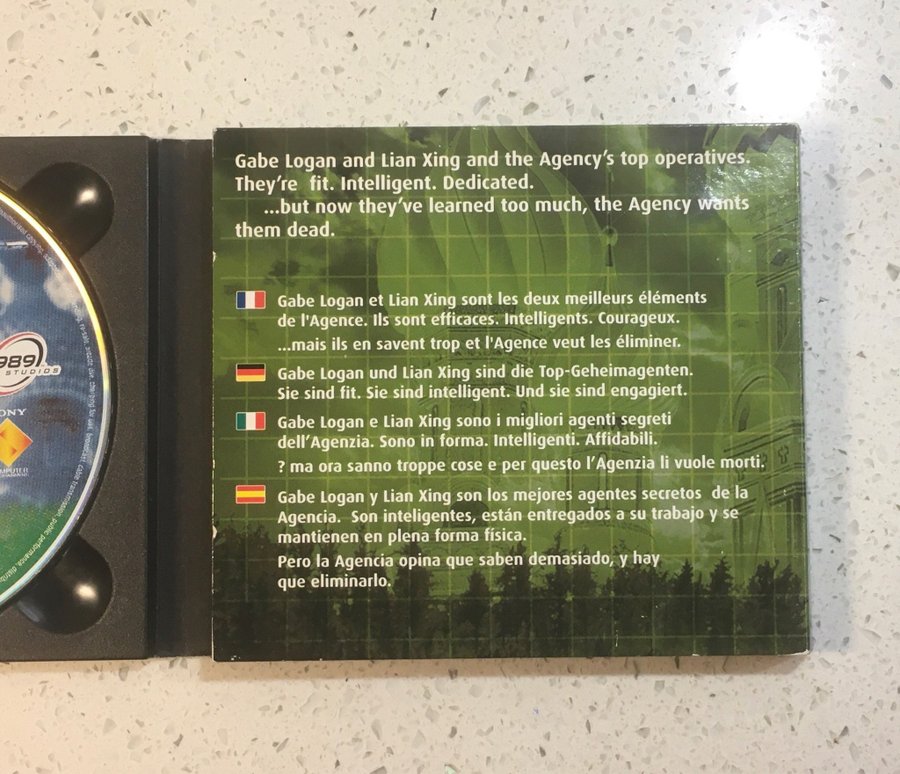 Gabe Logan and Lian Xing and the Agency's top operatives.
They're fit. Intelligent. Dedicated.
...but now they've learned too much, the Agency wants
them dead.
Gabe Logan et Lian Xing sont les deux meilleurs éléments
de l'Agence. Ils sont efficaces. Intelligents. Courageux.
...mais ils en savent trop et l'Agence veut les éliminer.
Gabe Logan und Lian Xing sind die Top-Geheimagenten.
Sie sind fit. Sie sind intelligent. Und sie sind engagiert.
Gabe Logan e Lian Xing sono i migliori agenti segreti
dell'Agenzia. Sono in forma. Intelligenti. Affidabili.
? ma ora sanno troppe cose e per questo l'Agenzia li vuole morti.
Gabe Logan y Lian Xing son los mejores agentes secretos de la
Agencia. Son inteligentes, están entregados a su trabajo y se
mantienen en plena forma física.
Pero la Agencia opina que saben demasiado, y hay
que eliminarlo.
989
STUDIOS